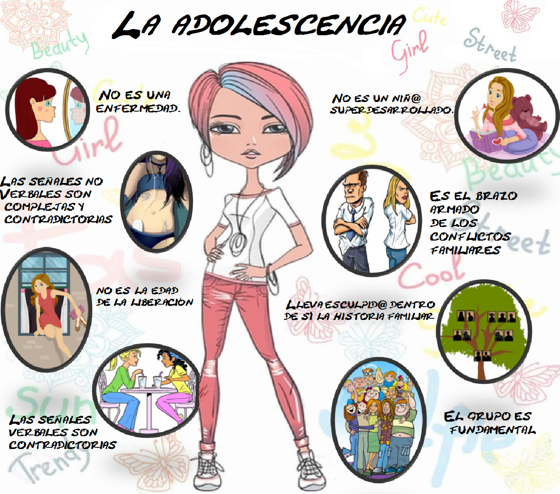 LA ADOLESCENCIA
Beauty
Cute
Girl
Street
NO ES UNA
ENFERMEDAD.
NO ES UN NIÑ@
SUPERDESARROLLADO.
Girl
Beauty
LAS SEÑALES NO
VERBALES SON
COMPLEJAS Y
CONTRADICTORIAS
ES EL BRAZO
ARMADO
DE LOS
CONFLICTOS
FAMILIARES
Street
Cool
NO ES LA EDAD
DE LA LIBERACIÓN
LLEVA ESCULPID@ DENTRO
DE SÍ LA HISTORIA FAMILIAR
LAS SEÑALES
VERBALES SON
CONTRADICTORIAS
EL GRUPO ES
FUNDAMENTAL
Trendy